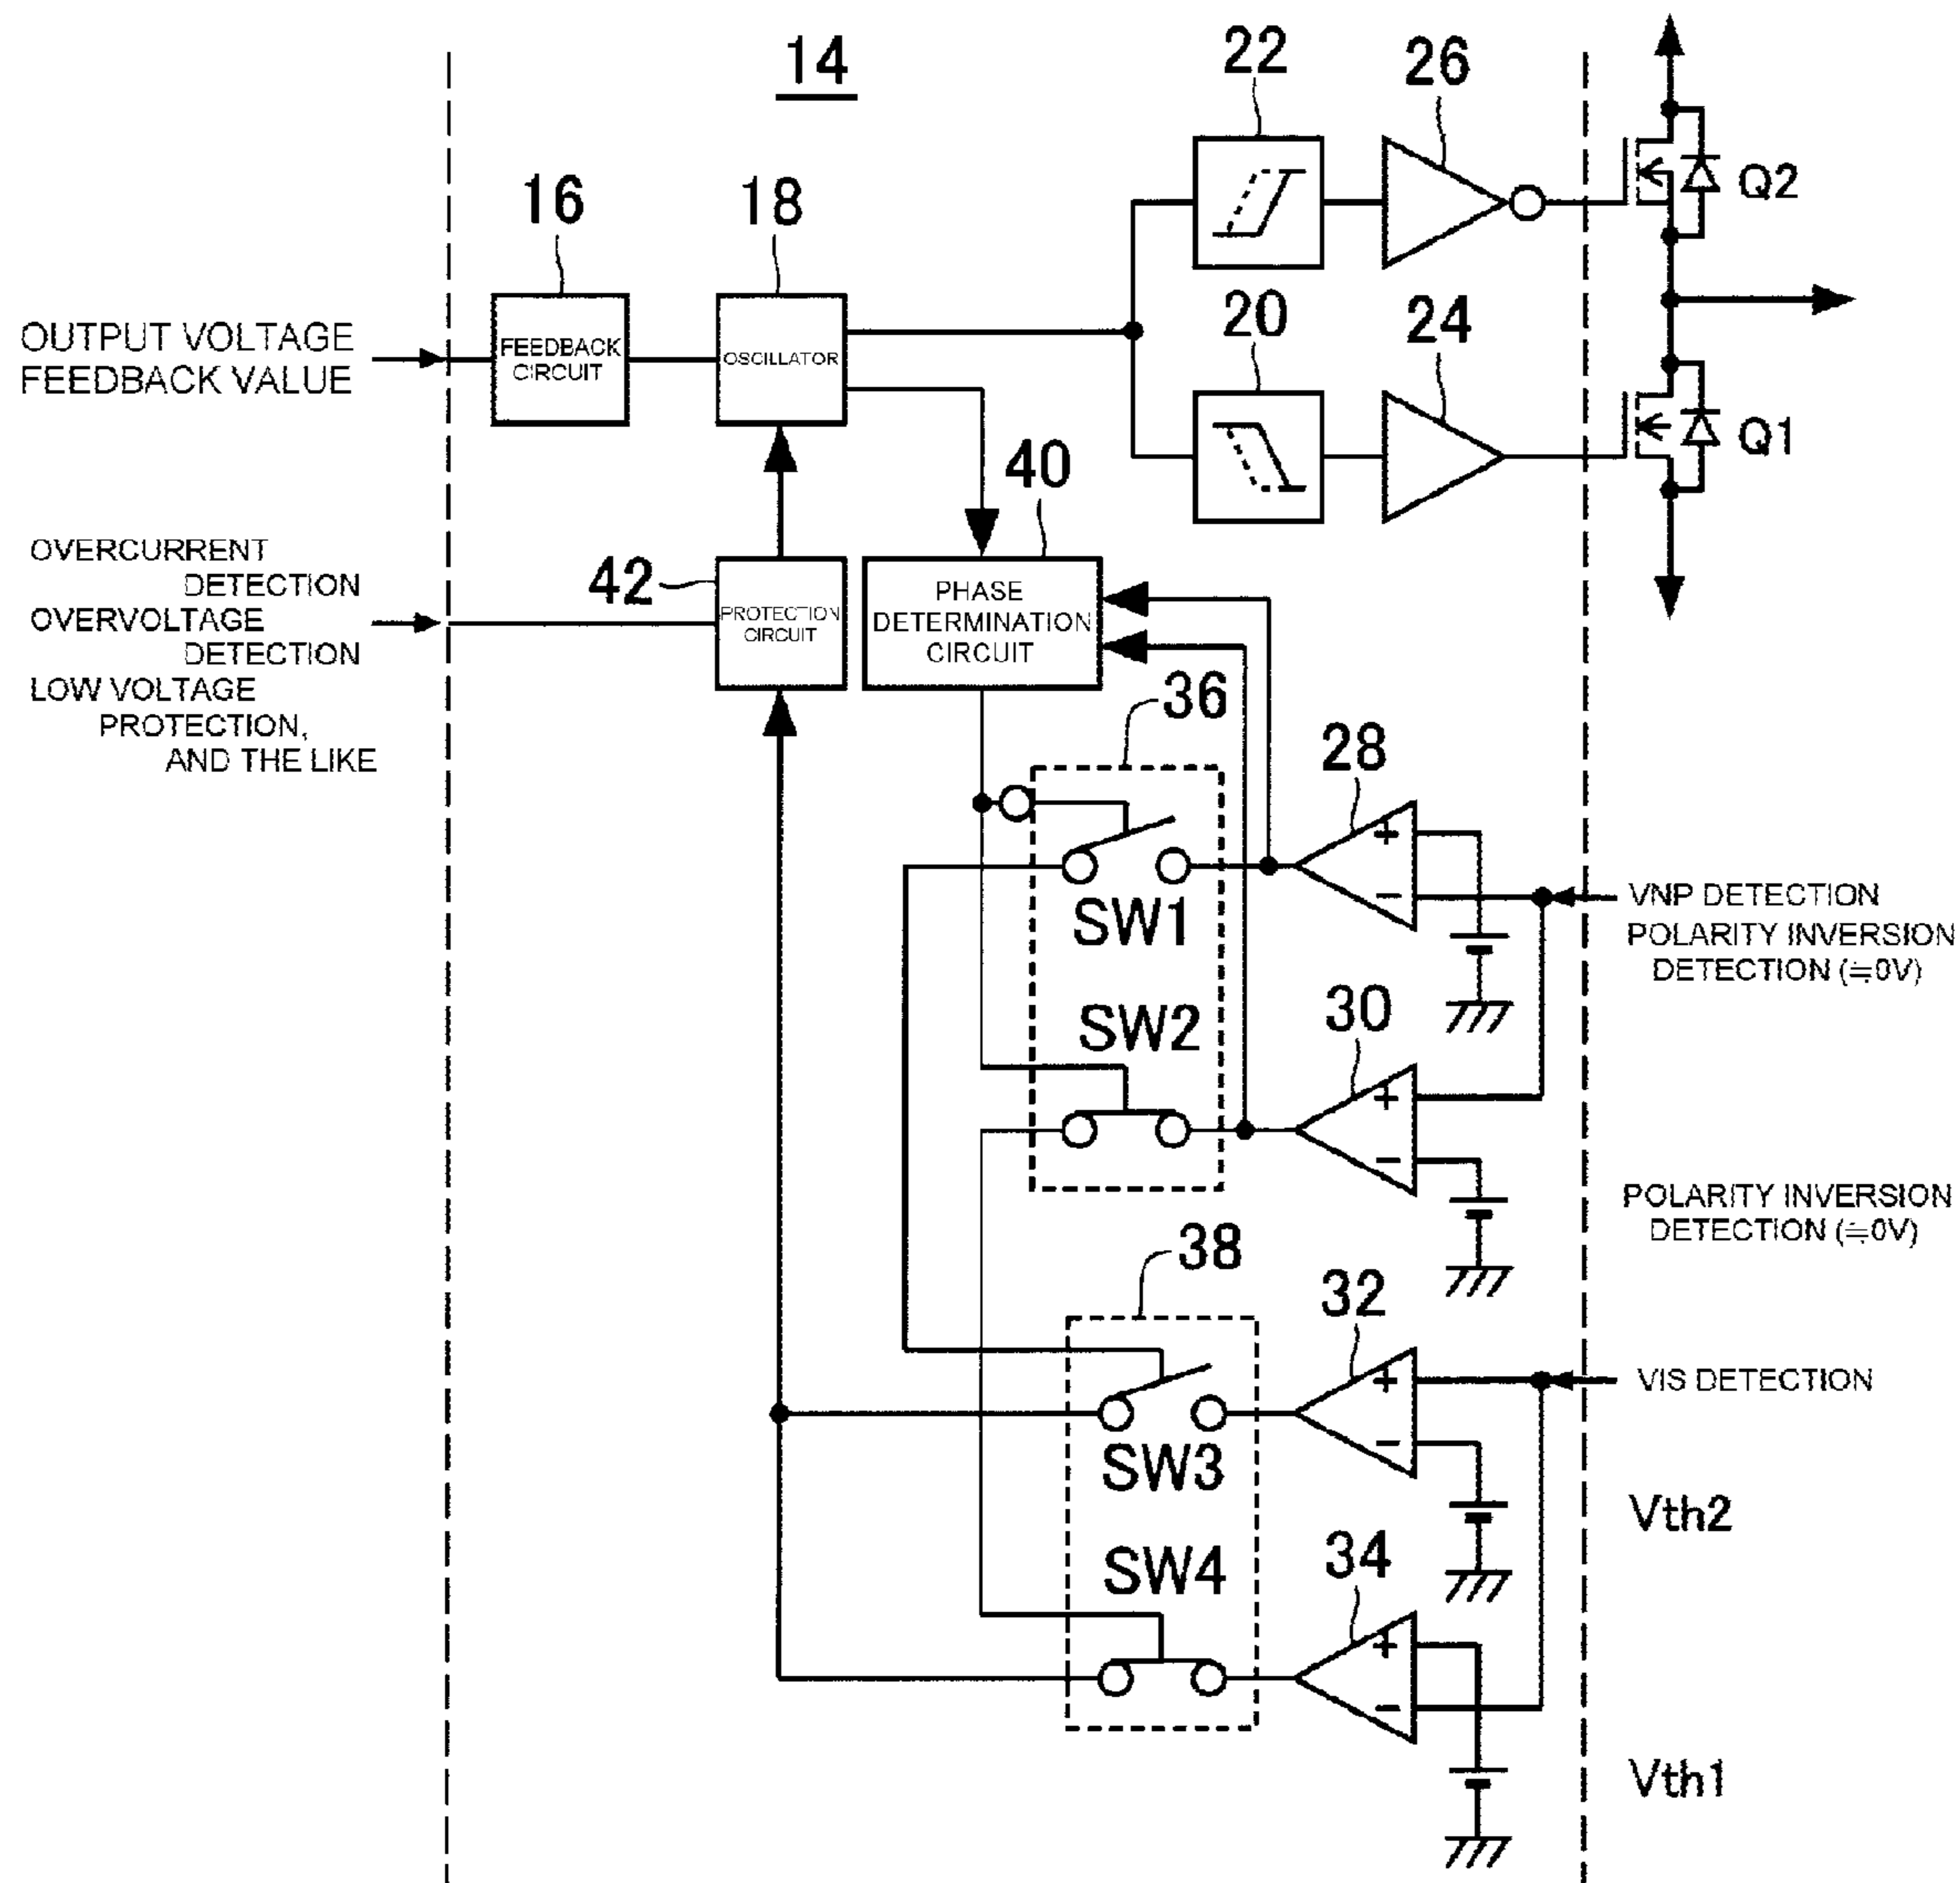 14
22
26
Q2
16
18
OUTPUT VOLTAGE
FEEDBACK VALUE
FEEDBACK
CIRCUIT
OSCILLATOR
20
24
Q1
40
OVERCURRENT
DETECTION
OVERVOLTAGE
DETECTION
LOW VOLTAGE
PROTECTION,
AND THE LIKE
42
PROTECTION
CIRCUIT
PHASE
DETERMINATION
CIRCUIT
36
28
+
−
SW1
VNP DETECTION
POLARITY INVERSION
DETECTION (≒0V)
SW2
30
+
−
POLARITY INVERSION
DETECTION (≒0V)
38
32
+
−
VIS DETECTION
SW3
Vth2
SW4
34
+
−
Vth1